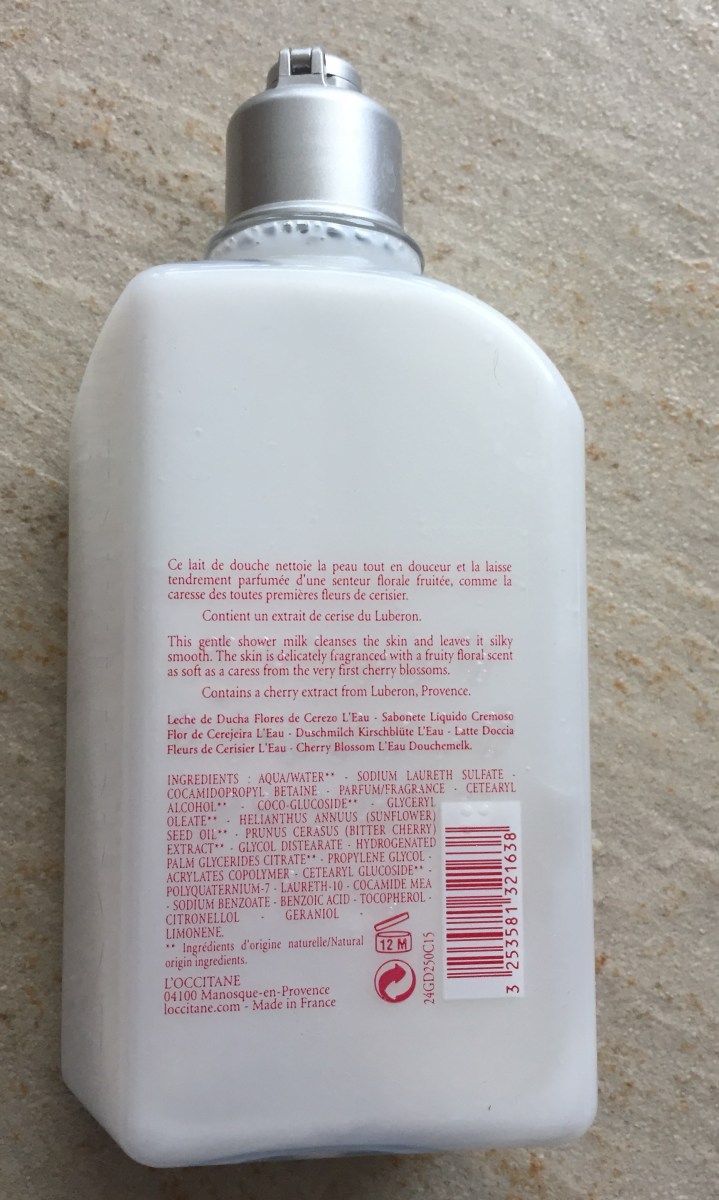 Ce lait de douche nettoie la peau tout en douceur et la laisse
tendrement parfumée d'une senteur florale fruitée, comme la
caresse des toutes premières fleurs de cerisier.
Contient un extrait de cerise du Luberon.
This gentle shower milk cleanses the skin and leaves it silky
smooth. The skin is delicately fragranced with a fruity floral scent
as soft as a caress from the very first cherry blossoms.
Contains a cherry extract from Luberon, Provence.
Leche de Ducha Flores de Cerezo L'Eau - Sabonete Líquido Cremoso
Flor de Cerejeira L'Eau - Duschmilch Kirschblüte L'Eau - Latte Doccia
Fleurs de Cerisier L'Eau - Cherry Blossom L'Eau Douchemelk.
INGREDIENTS : AQUA/WATER** - SODIUM LAURETH SULFATE -
COCAMIDOPROPYL BETAINE - PARFUM/FRAGRANCE - CETEARYL
ALCOHOL** - COCO-GLUCOSIDE** - GLYCERYL
OLEATE** - HELIANTHUS ANNUUS (SUNFLOWER)
SEED OIL** - PRUNUS CERASUS (BITTER CHERRY)
EXTRACT** - GLYCOL DISTEARATE - HYDROGENATED
PALM GLYCERIDES CITRATE** - PROPYLENE GLYCOL -
ACRYLATES COPOLYMER - CETEARYL GLUCOSIDE** -
POLYQUATERNIUM-7 - LAURETH-10 - COCAMIDE MEA
- SODIUM BENZOATE - BENZOIC ACID - TOCOPHEROL -
CITRONELLOL - GERANIOL -
LIMONENE.
** Ingrédients d'origine naturelle/Natural
origin ingredients.
L'OCCITANE
04100 Manosque-en-Provence
loccitane.com - Made in France
12 M
24GD250C15
3 253581 321638